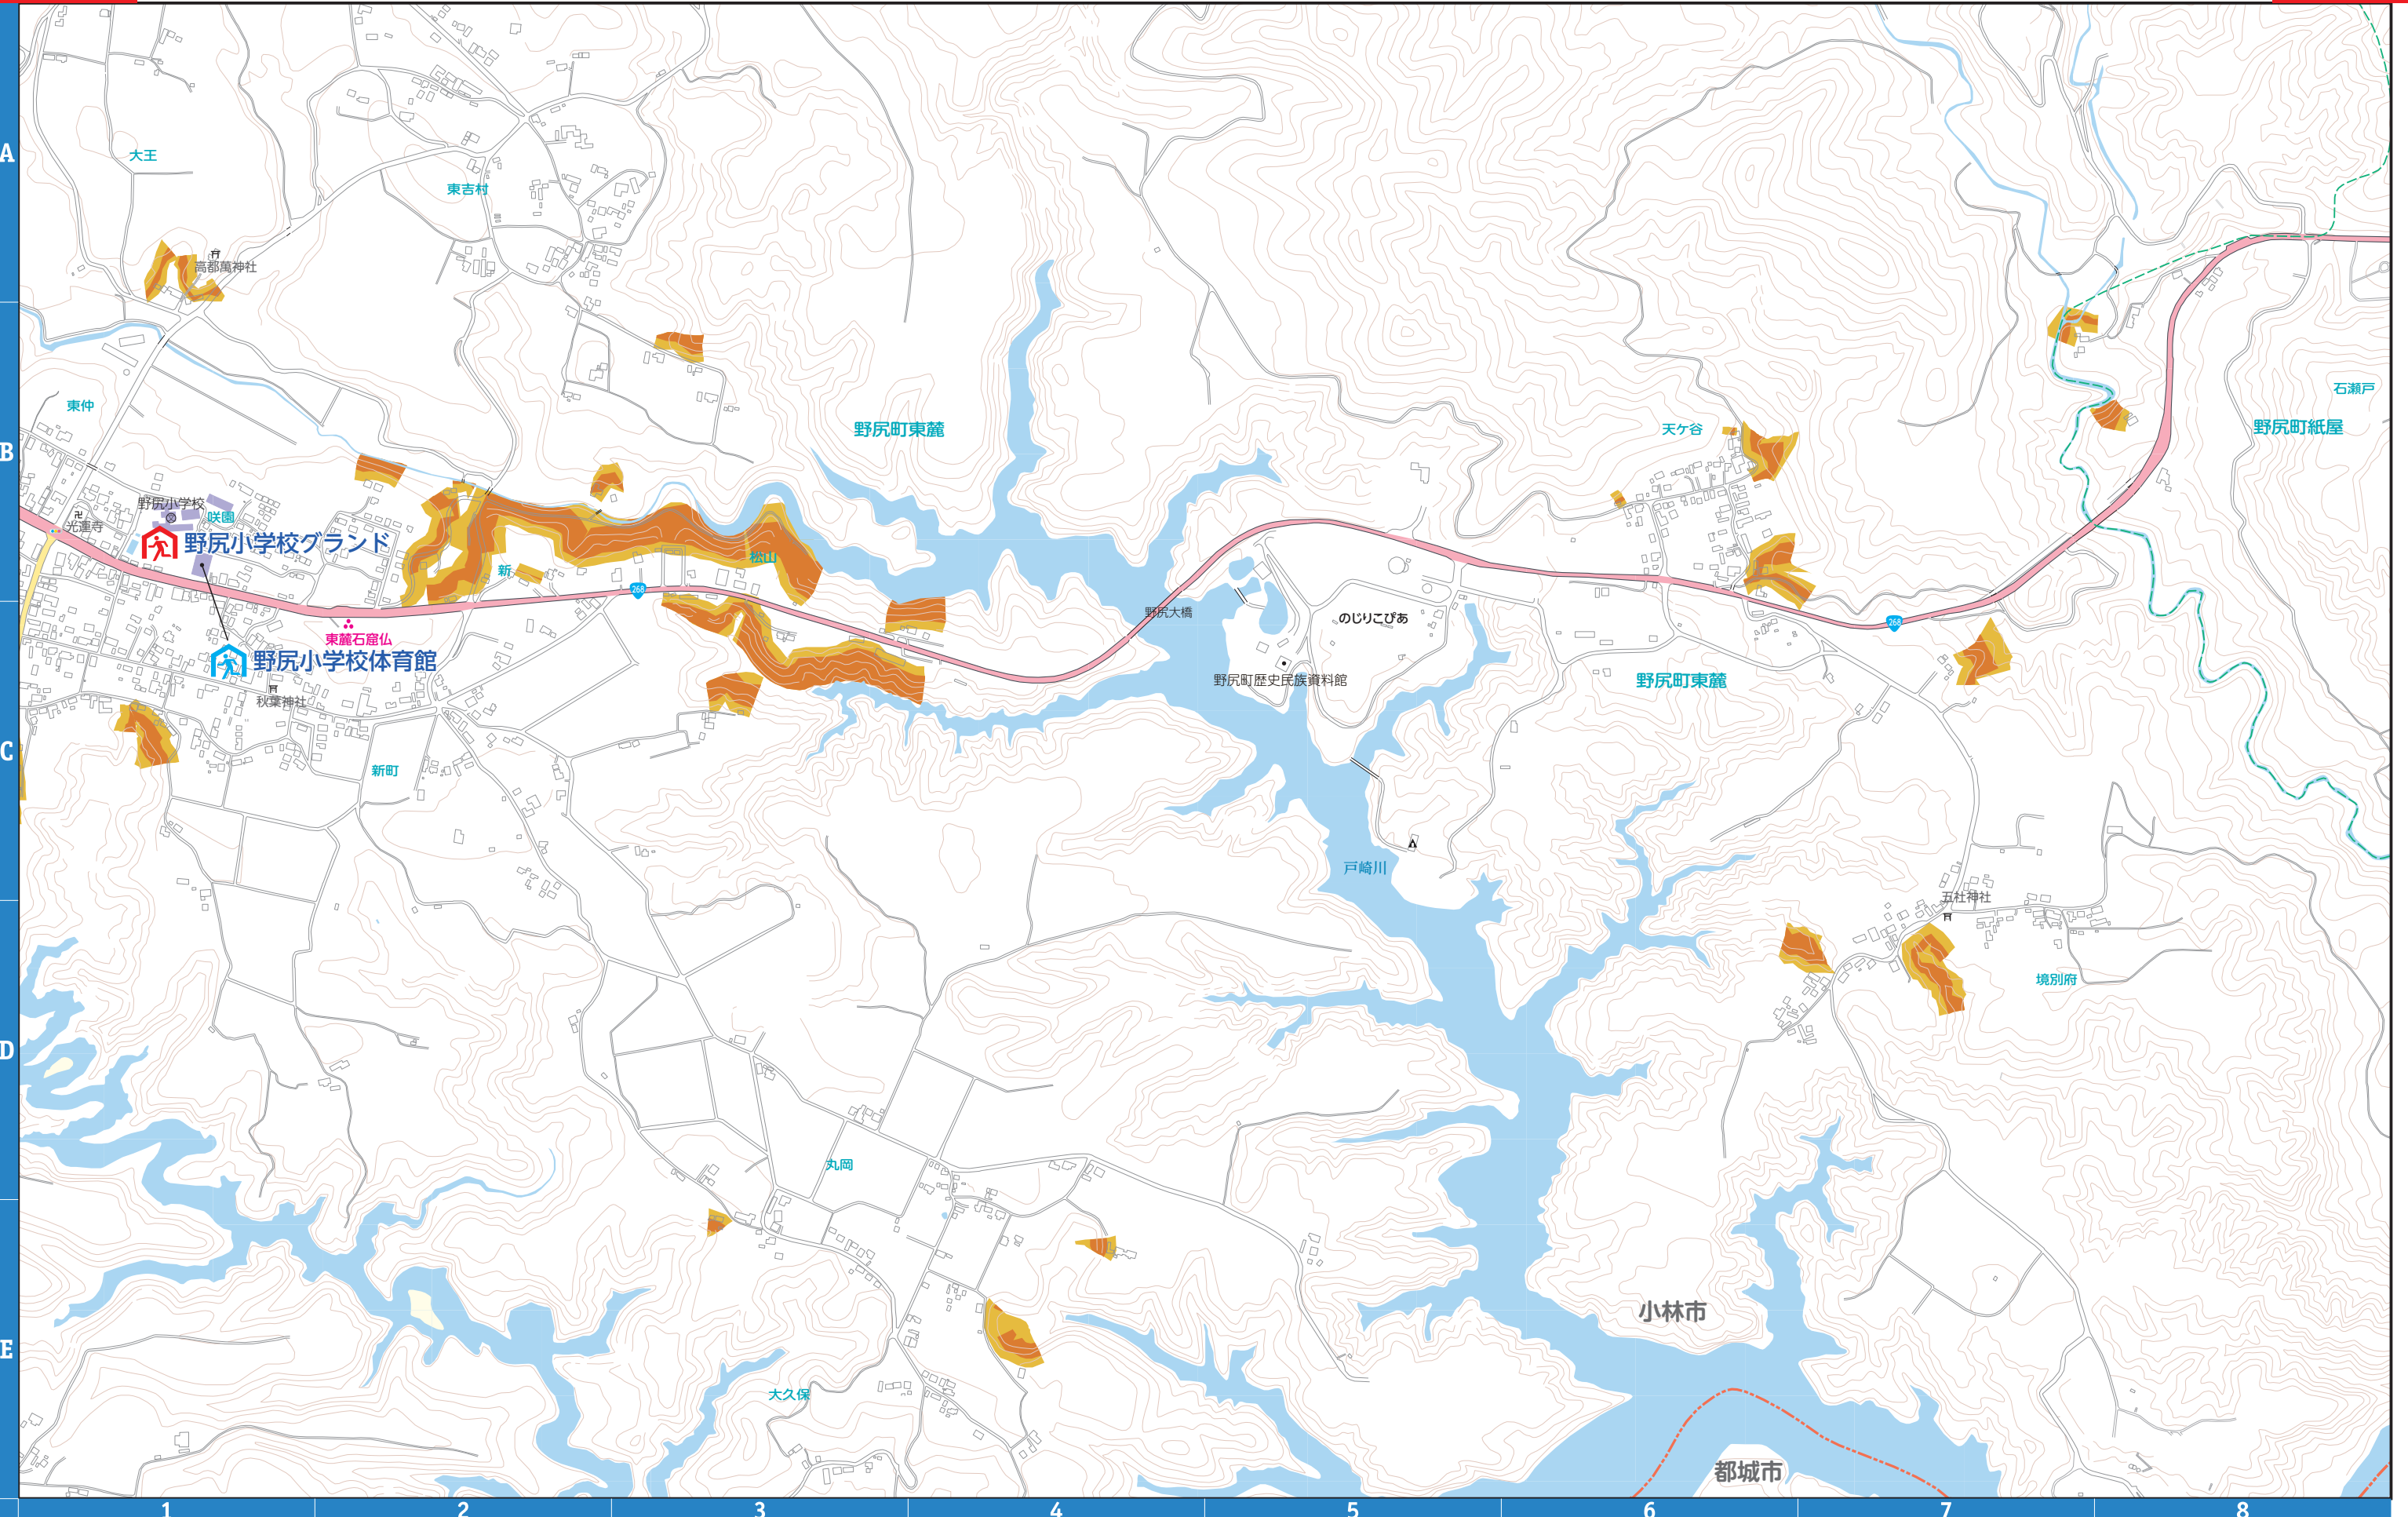 A
大王
東吉村
高都萬神社
石瀬戸
東仲
B
野尻町東麓
天ケ谷
野尻町紙屋
野尻小学校
咲園
光運寺
野尻小学校グランド
松山
新
268
野尻大橋
のじりこぴあ
268
東麓石窟仏
野尻小学校体育館
野尻町歴史民族資料館
野尻町東麓
秋葉神社
C
新町
戸崎川
五社神社
境別府
D
丸岡
小林市
E
大久保
都城市
1
2
3
4
5
6
7
8